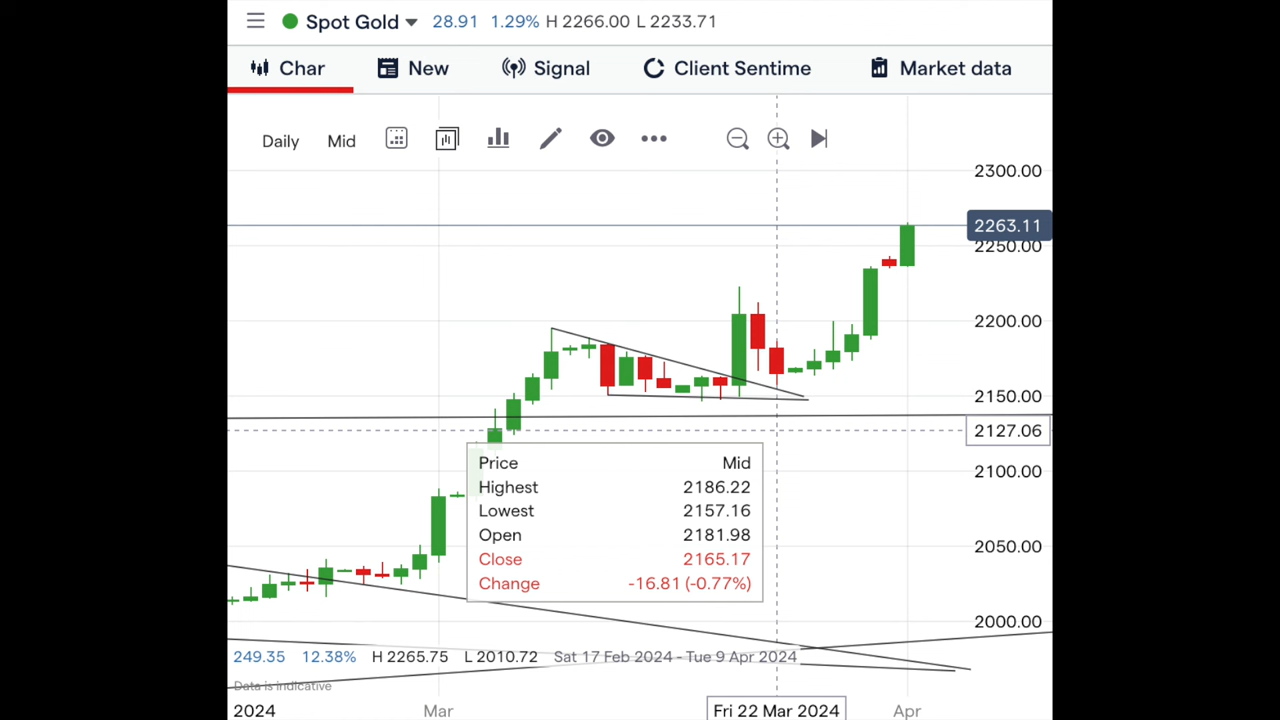 Spot Gold 28.91 1.29% H 2266.00 L 2233.71
Char New Signal Client Sentime Market data
Daily Mid
2300.00
2263.11
2250.00
2200.00
2150.00
2127.06
2100.00
2050.00
2000.00
Price Mid
Highest 2186.22
Lowest 2157.16
Open 2181.98
Close 2165.17
Change -16.81 (-0.77%)
249.35 12.38% H 2265.75 L 2010.72 Sat 17 Feb 2024 - Tue 9 Apr 2024
Data is indicative
2024 Mar Fri 22 Mar 2024 Apr